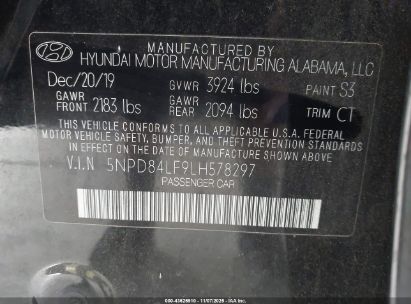 MANUFACTURED BY
HYUNDAI MOTOR MANUFACTURING ALABAMA, LLC
Dec/20/19 GVWR 3924 lbs PAINT S3
GAWR FRONT 2183 lbs GAWR REAR 2094 lbs TRIM CT
THIS VEHICLE CONFORMS TO ALL APPLICABLE U.S.A. FEDERAL
MOTOR VEHICLE SAFETY, BUMPER, AND THEFT PREVENTION STANDARDS
IN EFFECT ON THE DATE OF MANUFACTURE SHOWN ABOVE.
V.I.N 5NPD84LF9LH578297
PASSENGER CAR